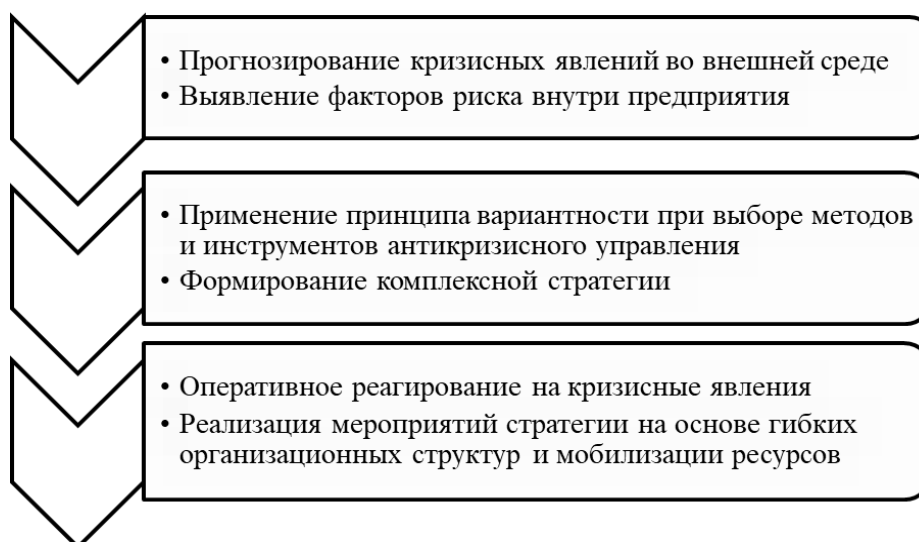 • Прогнозирование кризисных явлений во внешней среде
• Выявление факторов риска внутри предприятия
• Применение принципа вариантности при выборе методов
и инструментов антикризисного управления
• Формирование комплексной стратегии
• Оперативное реагирование на кризисные явления
• Реализация мероприятий стратегии на основе гибких
организационных структур и мобилизации ресурсов